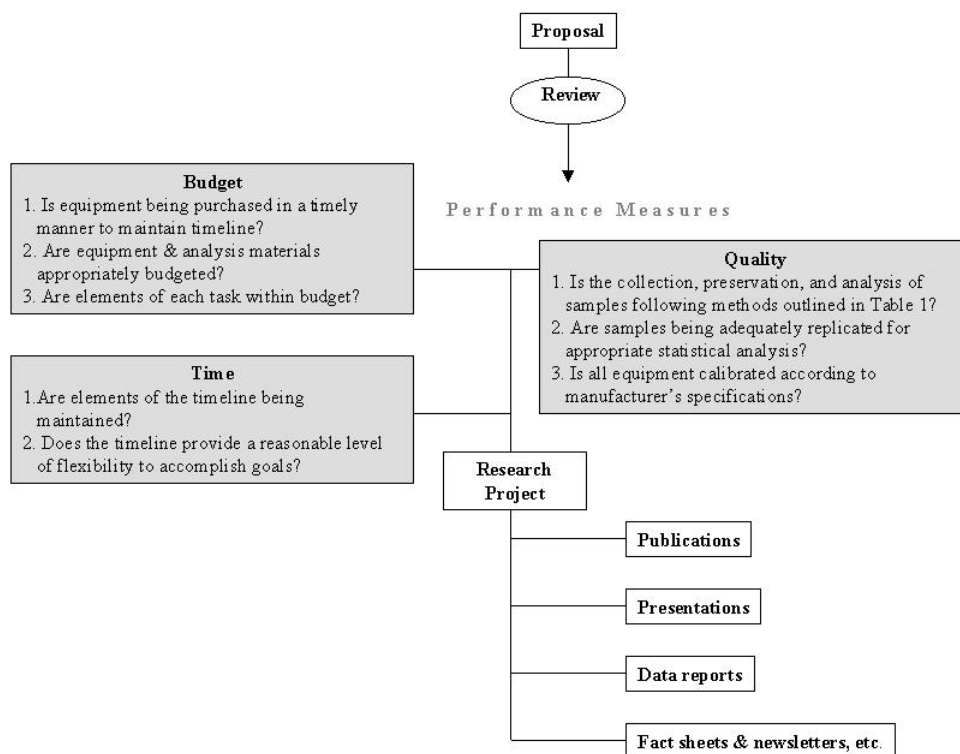 Proposal
Review
Performance Measures
Budget
1. Is equipment being purchased in a timely
manner to maintain timeline?
2. Are equipment & analysis materials
appropriately budgeted?
3. Are elements of each task within budget?
Quality
1. Is the collection, preservation, and analysis of
samples following methods outlined in Table 1?
2. Are samples being adequately replicated for
appropriate statistical analysis?
3. Is all equipment calibrated according to
manufacturer's specifications?
Time
1.Are elements of the timeline being
maintained?
2. Does the timeline provide a reasonable level
of flexibility to accomplish goals?
Research
Project
Publications
Presentations
Data reports
Fact sheets & newsletters, etc.